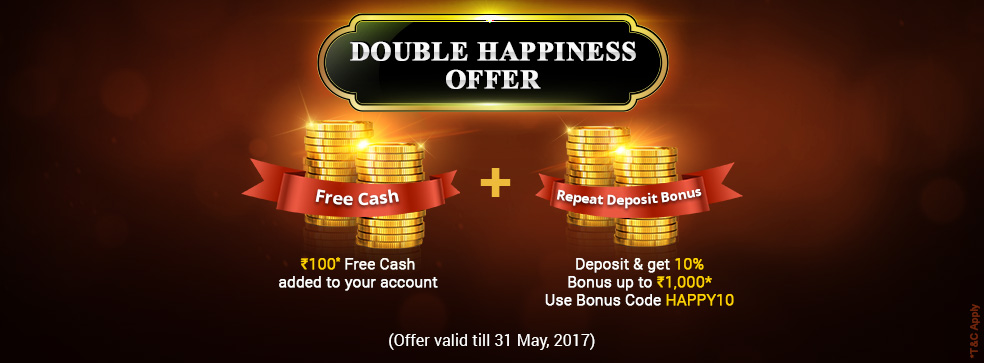 DOUBLE HAPPINESS
OFFER
Free Cash
+
Repeat Deposit Bonus
₹100* Free Cash
added to your account
Deposit & get 10%
Bonus up to ₹1,000*
Use Bonus Code HAPPY10
(Offer valid till 31 May, 2017)
*T&C Apply